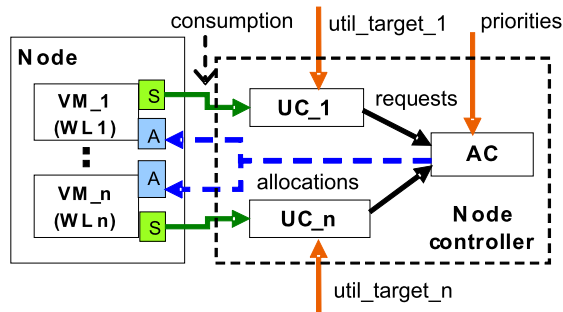 consumption
util_target_1
priorities
Node
VM_1
(WL1)
S
A
UC_1
requests
AC
VM_n
(WLn)
A
S
allocations
UC_n
Node
controller
util_target_n